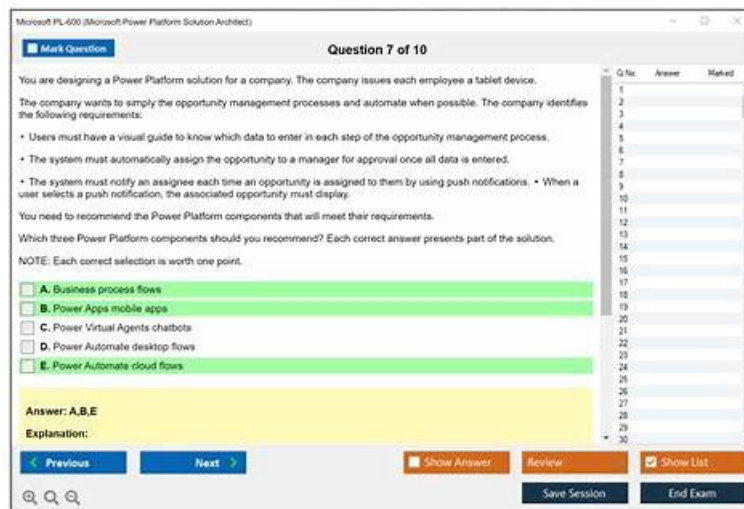 Microsoft PL-600 (Microsoft Power Platform Solution Architect)
Mark Question
Question 7 of 10
You are designing a Power Platform solution for a company. The company issues each employee a tablet device.
The company wants to simply the opportunity management processes and automate when possible. The company identifies
the following requirements:
• Users must have a visual guide to know which data to enter in each step of the opportunity management process.
• The system must automatically assign the opportunity to a manager for approval once all data is entered.
• The system must notify an assignee each time an opportunity is assigned to them by using push notifications. • When a
user selects a push notification, the associated opportunity must display.
You need to recommend the Power Platform components that will meet their requirements.
Which three Power Platform components should you recommend? Each correct answer presents part of the solution.
NOTE: Each correct selection is worth one point.
A. Business process flows
B. Power Apps mobile apps
C. Power Virtual Agents chatbots
D. Power Automate desktop flows
E. Power Automate cloud flows
Answer: A,B,E
Explanation:
Q.No Answer Marked
1
2
3
4
5
6
7
8
9
10
11
12
13
14
15
16
17
18
19
20
21
22
23
24
25
26
27
28
29
30
Previous
Next
Show Answer
Review
Show List
Save Session
End Exam